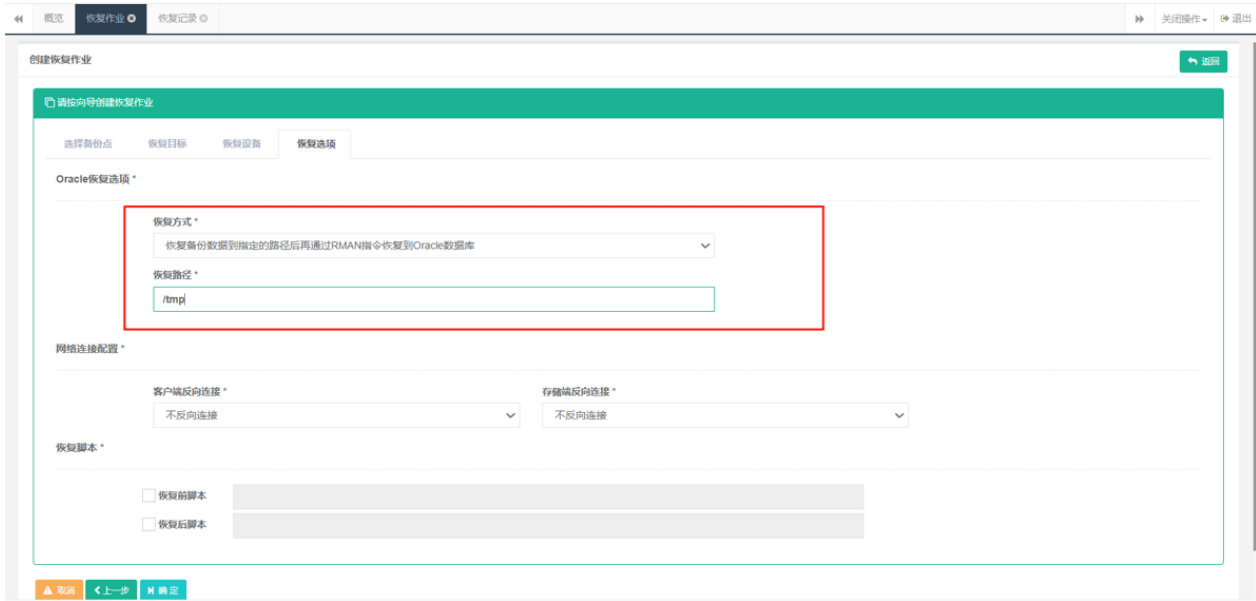 概览 恢复作业 恢复记录 关闭操作 退出
创建恢复作业 返回
请按向导创建恢复作业
选择备份点 恢复目标 恢复设备 恢复选项
Oracle恢复选项 *
恢复方式 *
恢复备份数据到指定的路径后再通过RMAN指令恢复到Oracle数据库
恢复路径 *
/tmp
网络连接配置 *
客户端反向连接 * 存储端反向连接 *
不反向连接 不反向连接
恢复脚本 *
恢复前脚本
恢复后脚本
取消 上一步 确定